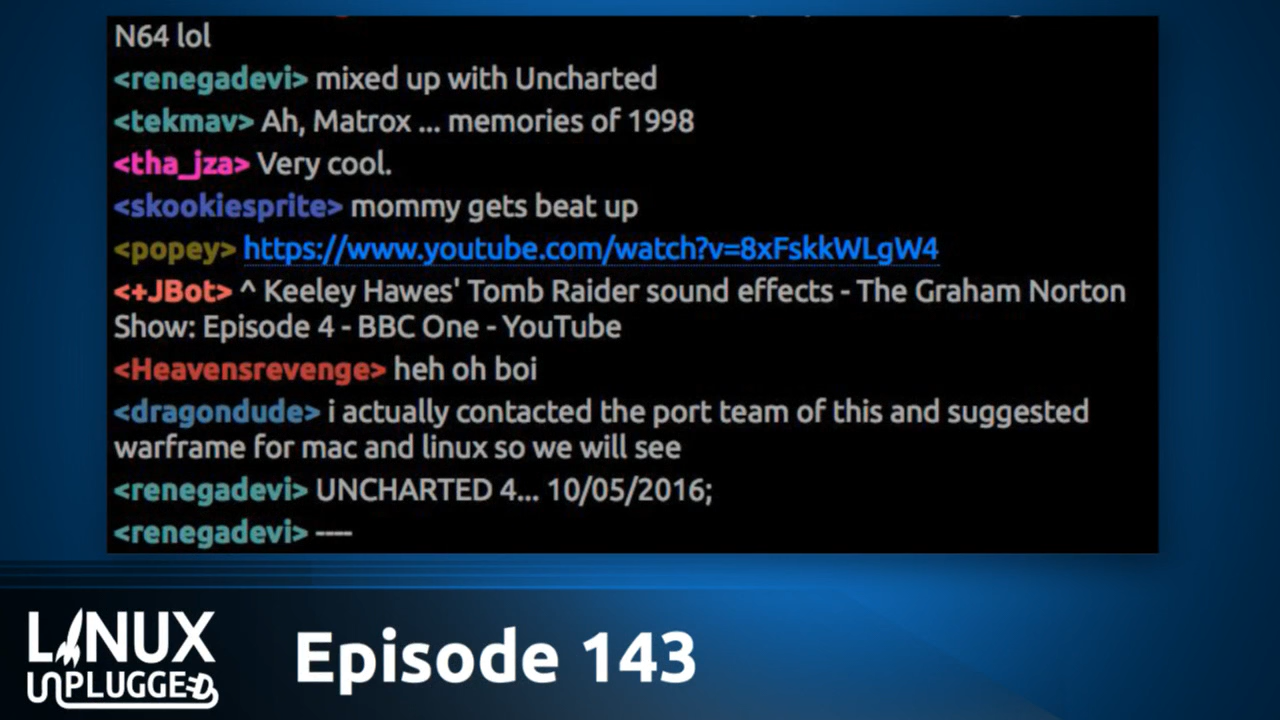 N64 lol
<renegadevi> mixed up with Uncharted
<tekmav> Ah, Matrox ... memories of 1998
<tha_jza> Very cool.
<skookiesprite> mommy gets beat up
<popey> https://www.youtube.com/watch?v=8xFskkWLgW4
<+JBot> ^ Keeley Hawes' Tomb Raider sound effects - The Graham Norton
Show: Episode 4 - BBC One - YouTube
<Heavensrevenge> heh oh boi
<dragondude> i actually contacted the port team of this and suggested
warframe for mac and linux so we will see
<renegadevi> UNCHARTED 4... 10/05/2016;
<renegadevi> ----
LINUX
UNPLUGGED
Episode 143